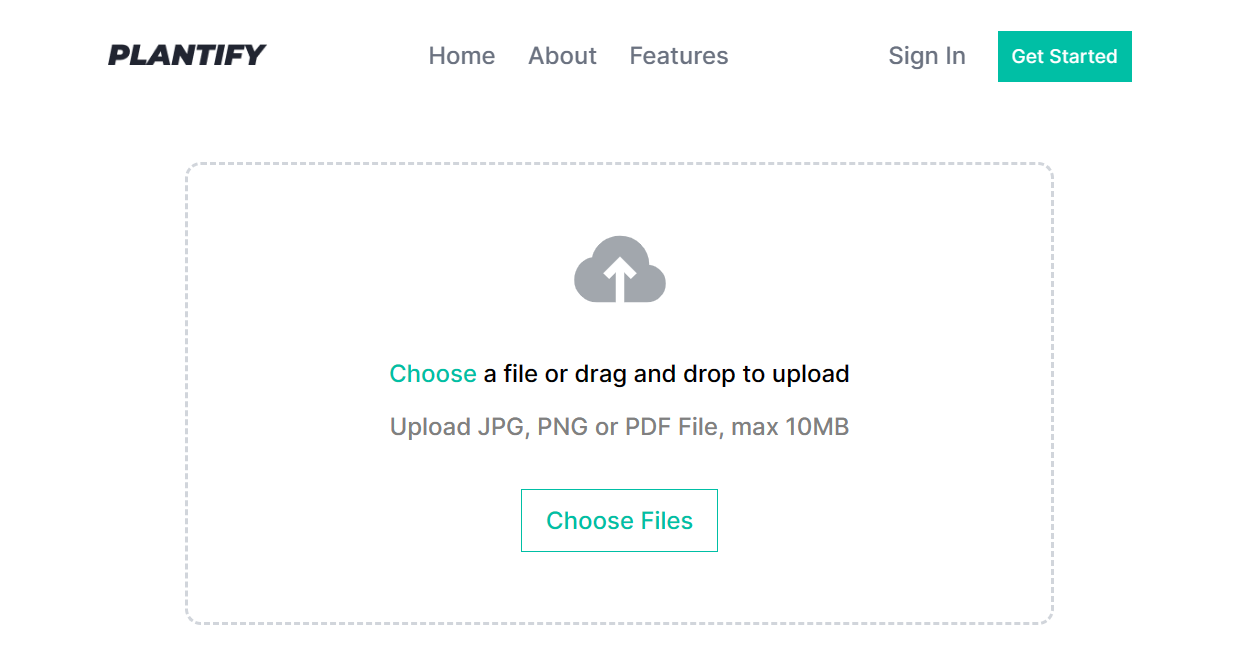 PLANTIFY Home About Features Sign In Get Started
Choose a file or drag and drop to upload
Upload JPG, PNG or PDF File, max 10MB
Choose Files